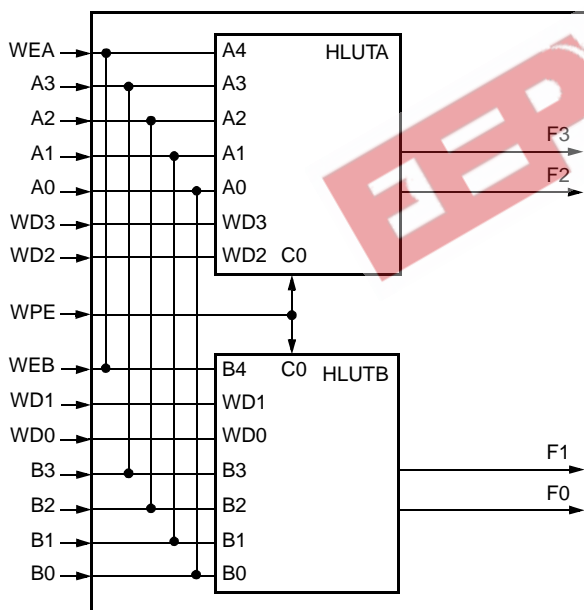 WEA A4 HLUTA
A3 A3
A2 A2
A1 A1 F3
A0 A0 F2
WD3 WD3
WD2 WD2 C0
WPE
WEB B4 C0 HLUTB
WD1 WD1
WD0 WD0
B3 B3 F1
B2 B2 F0
B1 B1
B0 B0
EEP